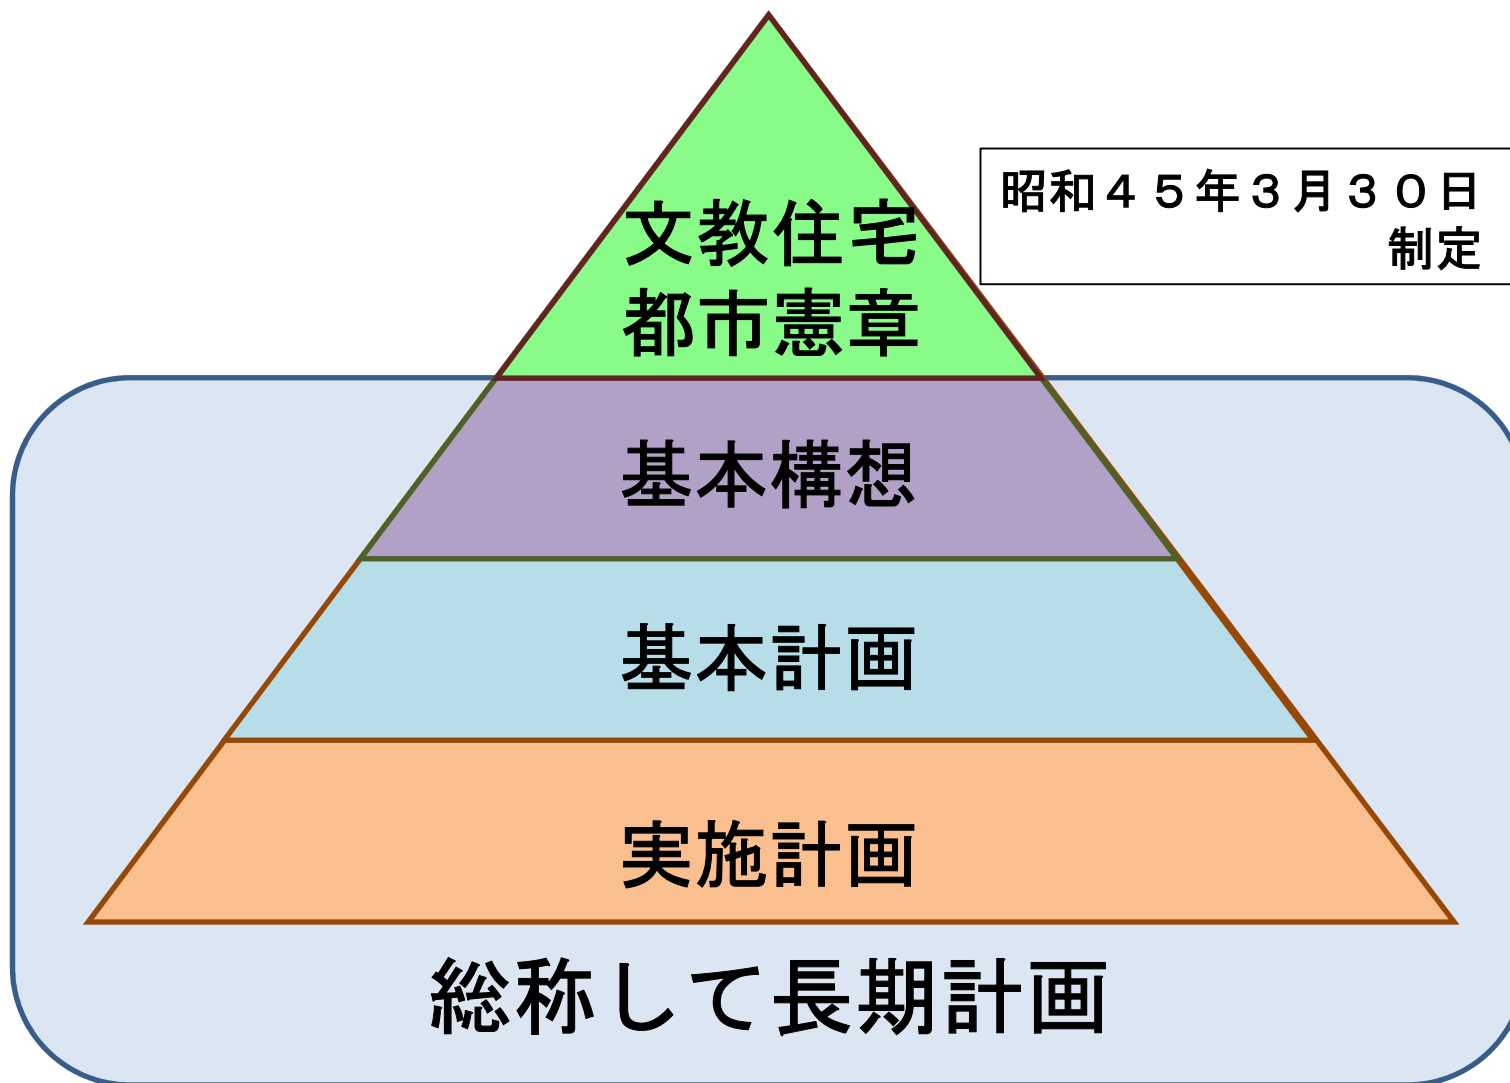 文教住宅
都市憲章
昭和４５年３月３０日
制定
基本構想
基本計画
実施計画
総称して長期計画